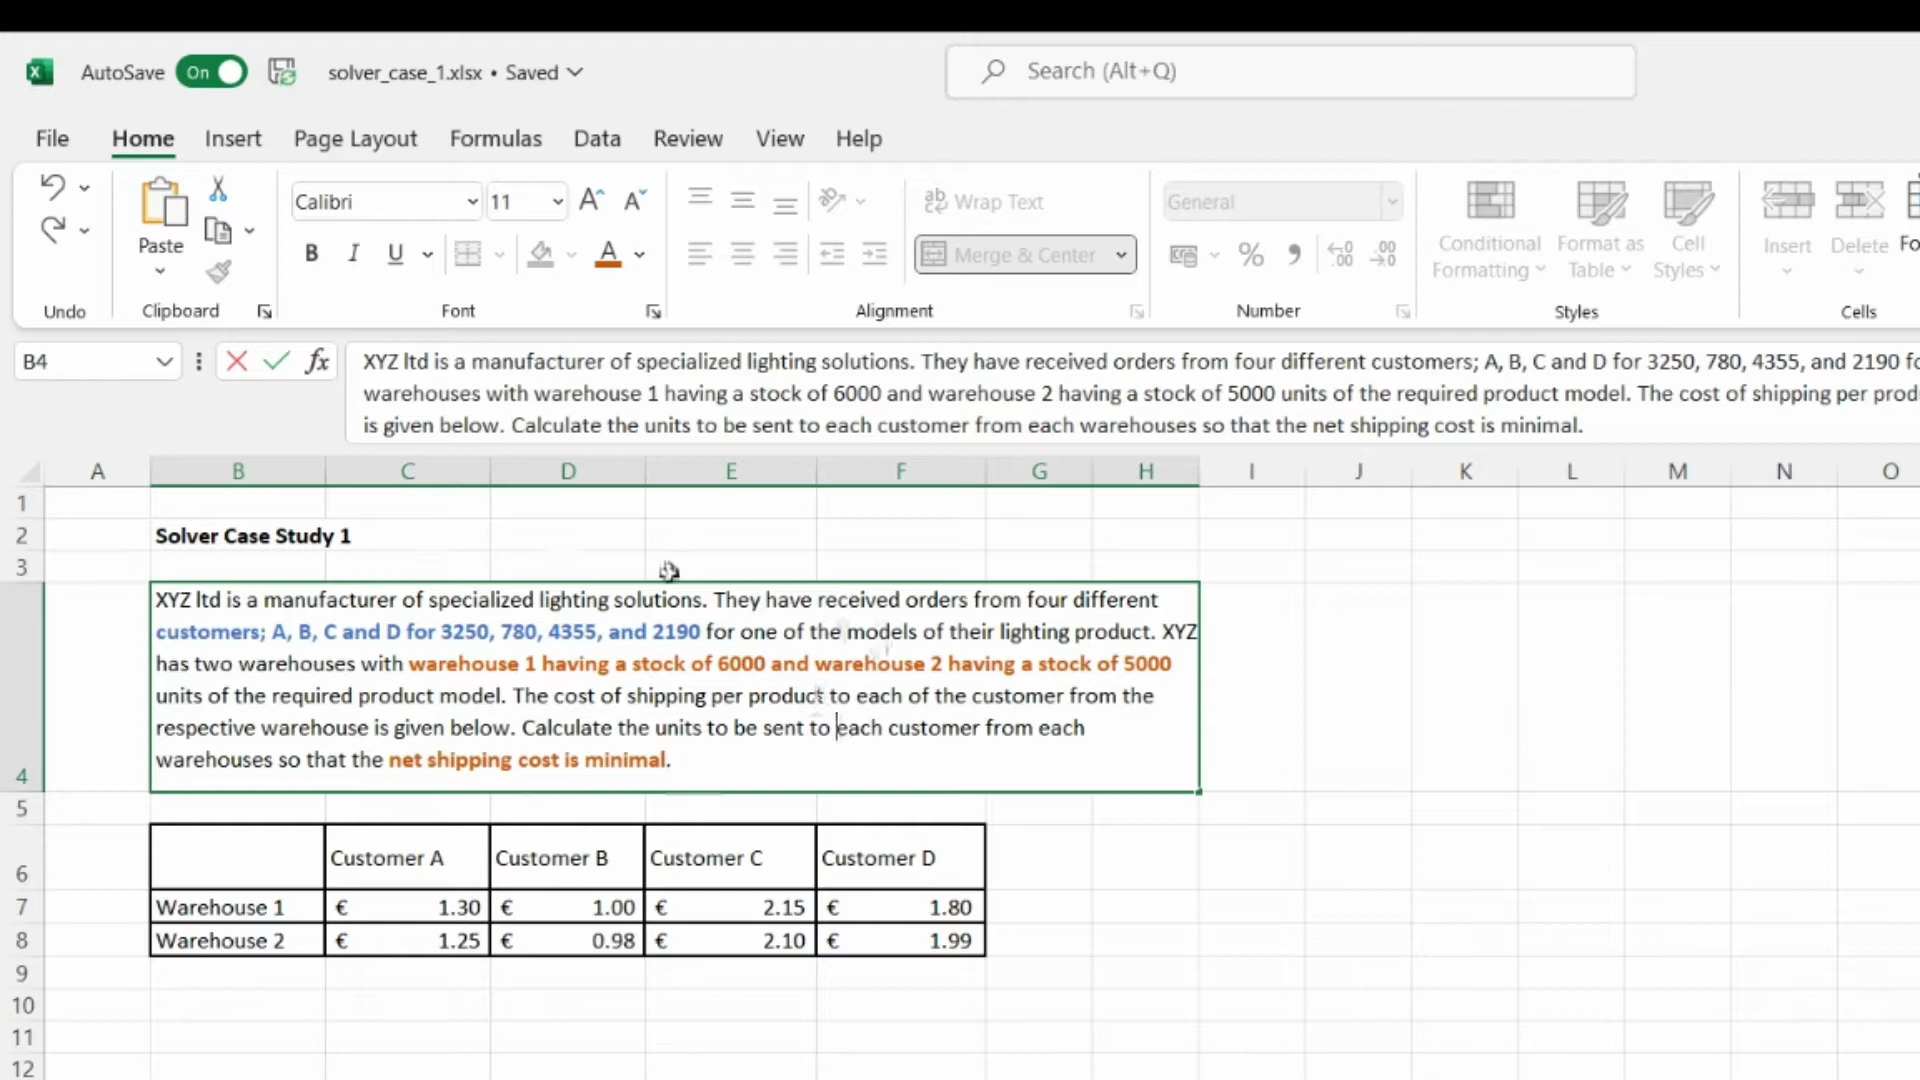 AutoSave On solver_case_1.xlsx • Saved Search (Alt+Q)
File Home Insert Page Layout Formulas Data Review View Help
Calibri 11 A^ A˅ ab Wrap Text General
Paste B I U A Merge & Center % 9 Conditional Formatting Format as Table Cell Styles Insert Delete Fo
Undo Clipboard Font Alignment Number Styles Cells
B4 fx XYZ ltd is a manufacturer of specialized lighting solutions. They have received orders from four different customers; A, B, C and D for 3250, 780, 4355, and 2190 fo
warehouses with warehouse 1 having a stock of 6000 and warehouse 2 having a stock of 5000 units of the required product model. The cost of shipping per produ
is given below. Calculate the units to be sent to each customer from each warehouses so that the net shipping cost is minimal.
A B C D E F G H I J K L M N O
1
2 Solver Case Study 1
3
XYZ ltd is a manufacturer of specialized lighting solutions. They have received orders from four different
customers; A, B, C and D for 3250, 780, 4355, and 2190 for one of the models of their lighting product. XYZ
has two warehouses with warehouse 1 having a stock of 6000 and warehouse 2 having a stock of 5000
units of the required product model. The cost of shipping per product to each of the customer from the
respective warehouse is given below. Calculate the units to be sent to each customer from each
warehouses so that the net shipping cost is minimal.
4
5
6 Customer A Customer B Customer C Customer D
7 Warehouse 1 € 1.30 € 1.00 € 2.15 € 1.80
8 Warehouse 2 € 1.25 € 0.98 € 2.10 € 1.99
9
10
11
12